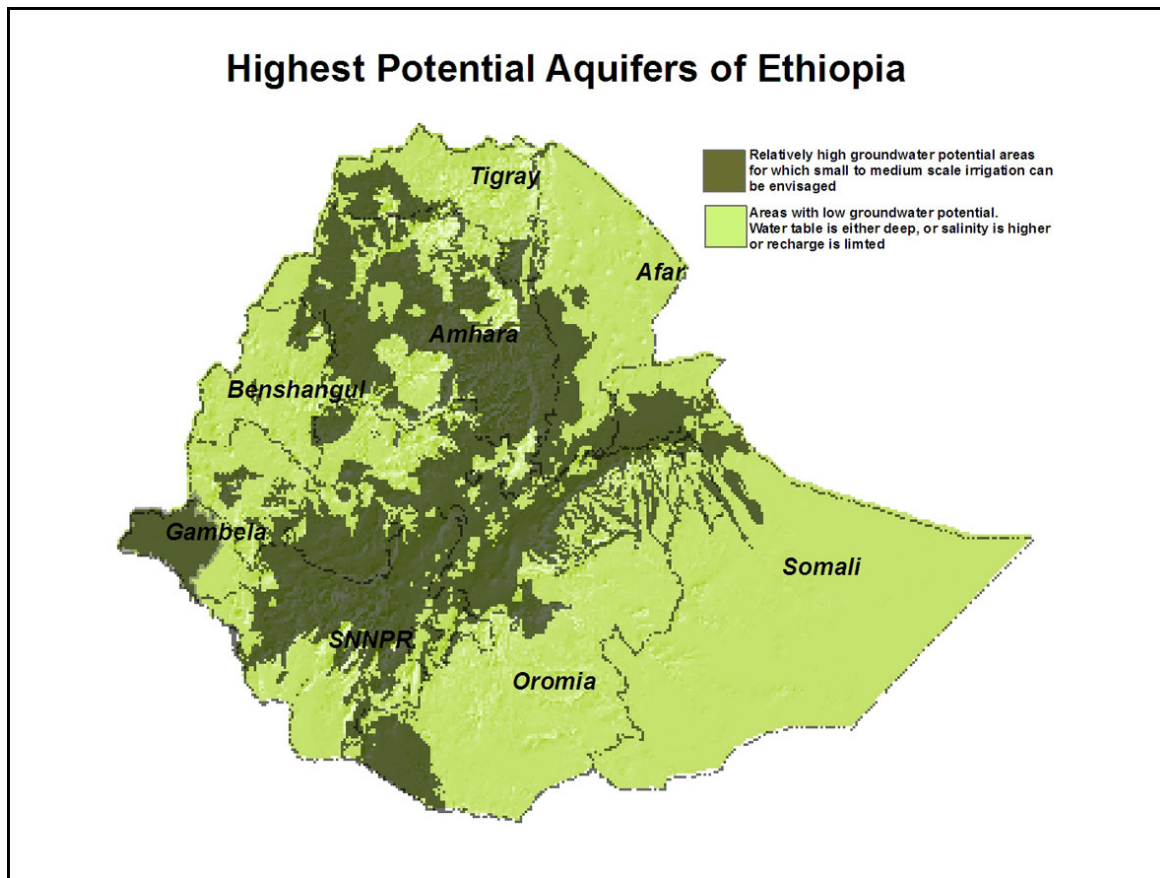 Highest Potential Aquifers of Ethiopia
Relatively high groundwater potential areas
for which small to medium scale irrigation can
be envisaged
Areas with low groundwater potential.
Water table is either deep, or salinity is higher
or recharge is limted
Tigray
Afar
Amhara
Benshangul
Gambela
Somali
SNNPR
Oromia